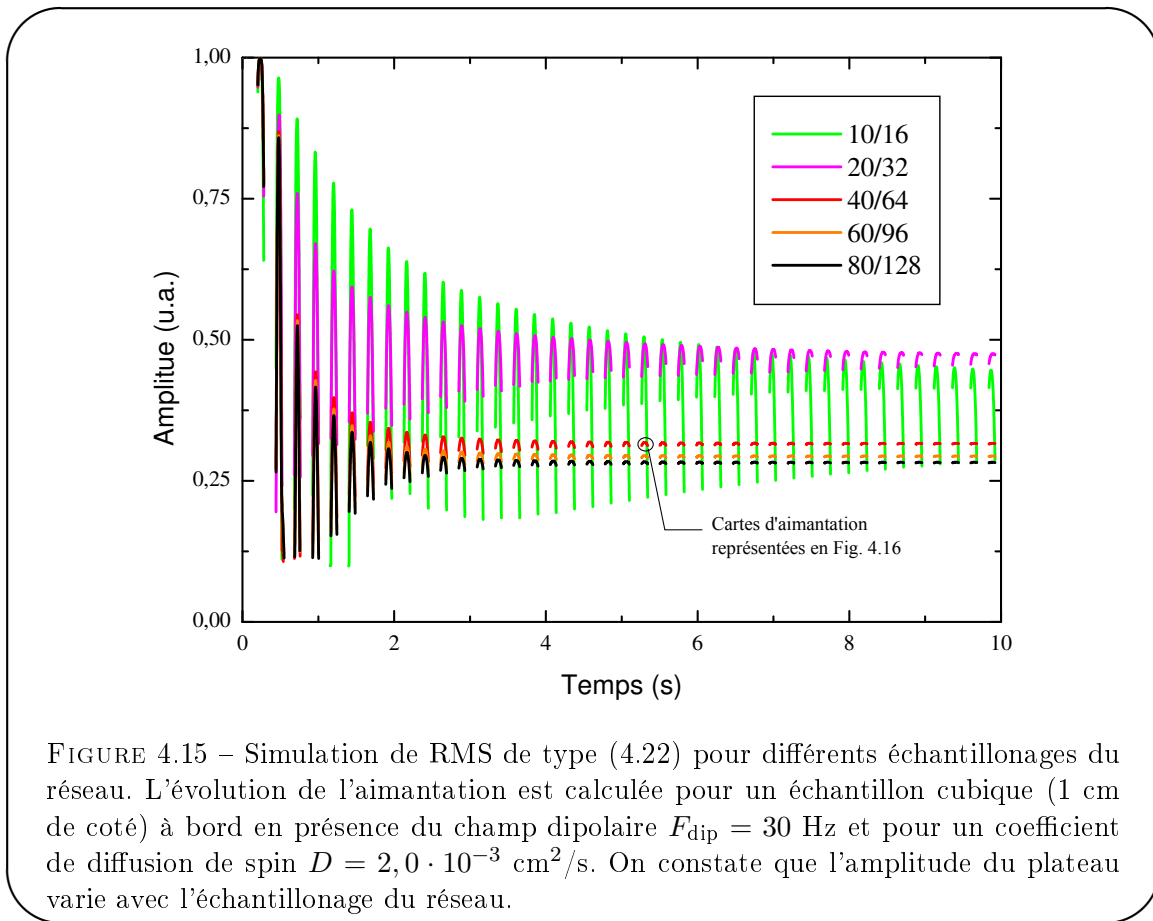 1,00
0,75
0,50
0,25
0,00
Amplitue (u.a.)
10/16
20/32
40/64
60/96
80/128
Cartes d'aimantation
représentées en Fig. 4.16
0
2
4
6
8
10
Temps (s)
FIGURE 4.15 – Simulation de RMS de type (4.22) pour différents échantillonages du
réseau. L'évolution de l'aimantation est calculée pour un échantillon cubique (1 cm
de coté) à bord en présence du champ dipolaire F_dip = 30 Hz et pour un coefficient
de diffusion de spin D = 2,0 · 10⁻³ cm²/s. On constate que l'amplitude du plateau
varie avec l'échantillonage du réseau.